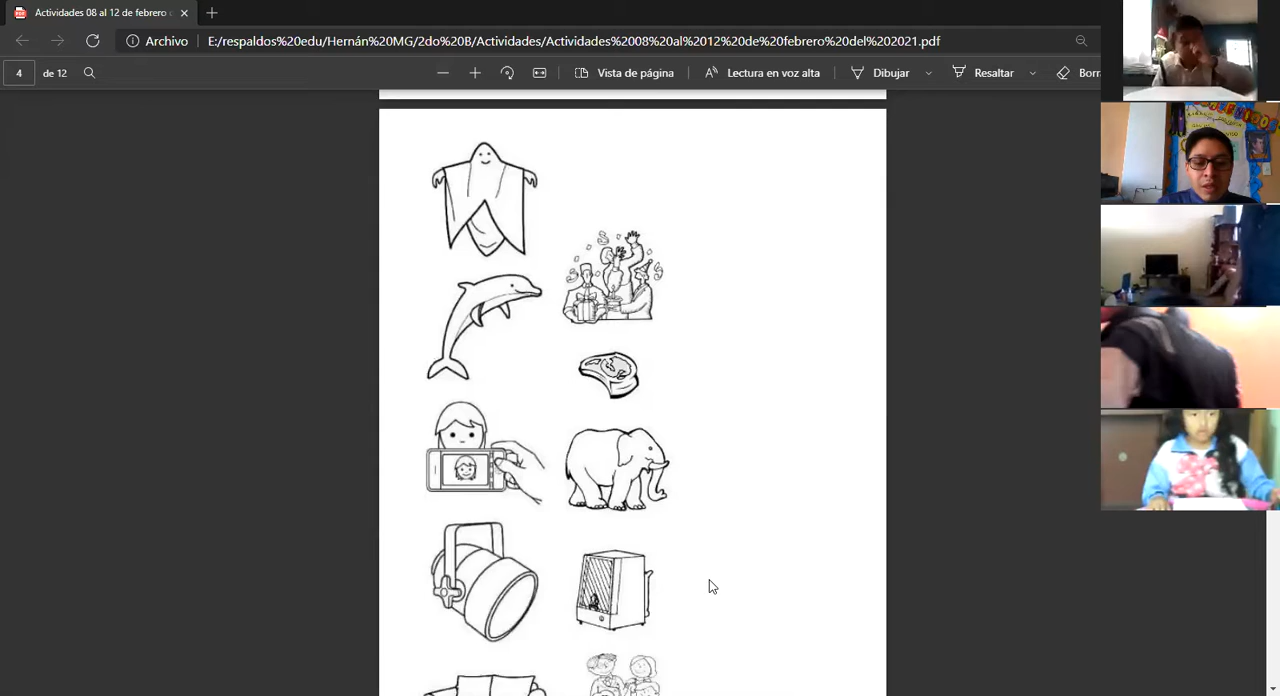 Actividades 08 al 12 de febrero
Archivo E:/respaldos%20edu/Hernán%20MG/2do%20B/Actividades/Actividades%2008%20al%2012%20de%20febrero%20del%202021.pdf
4 de 12 Vista de página Lectura en voz alta Dibujar Resaltar Borr